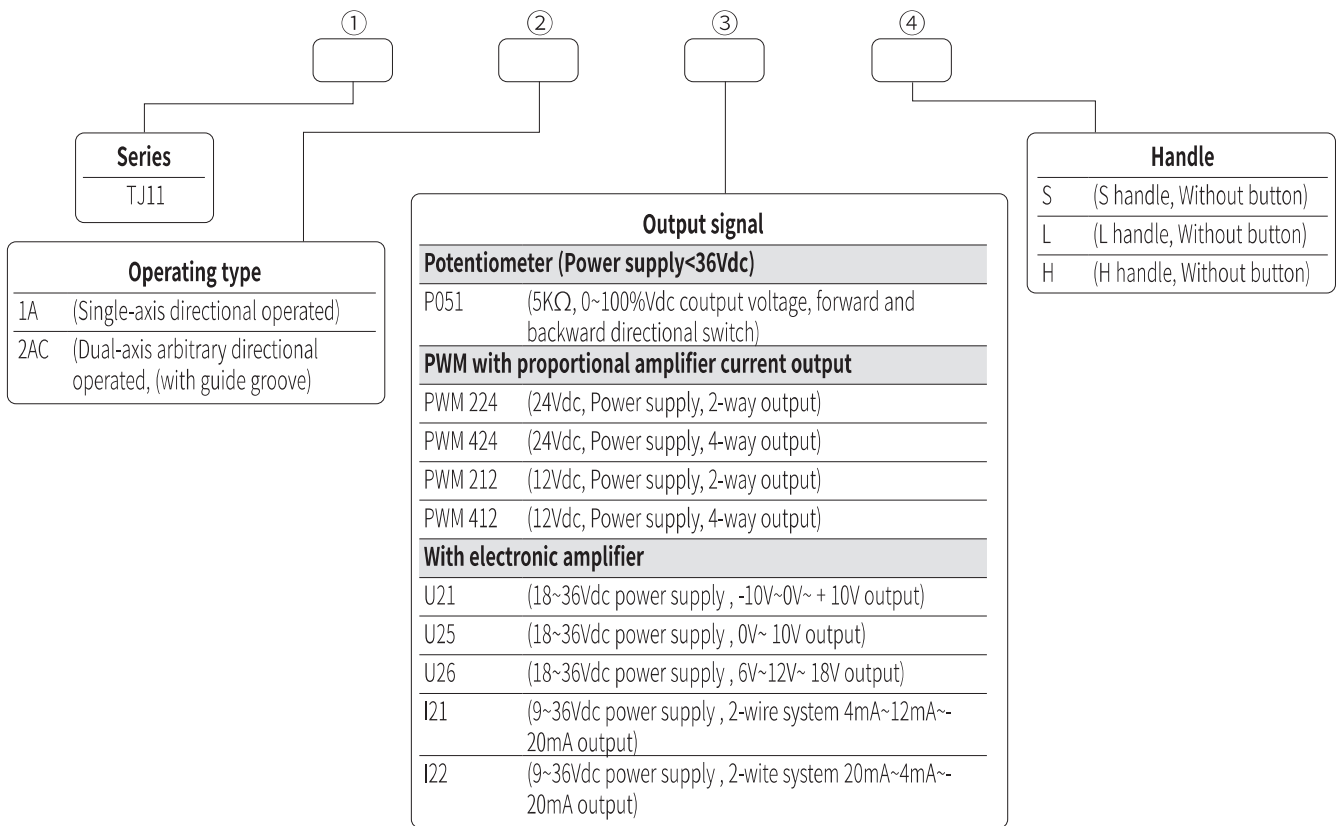 ①
②
③
④
Series
TJ11
Operating type
1A (Single-axis directional operated)
2AC (Dual-axis arbitrary directional
operated, (with guide groove)
Output signal
Potentiometer (Power supply<36Vdc)
P051 (5KΩ, 0~100%Vdc coutput voltage, forward and
backward directional switch)
PWM with proportional amplifier current output
PWM 224 (24Vdc, Power supply, 2-way output)
PWM 424 (24Vdc, Power supply, 4-way output)
PWM 212 (12Vdc, Power supply, 2-way output)
PWM 412 (12Vdc, Power supply, 4-way output)
With electronic amplifier
U21 (18~36Vdc power supply , -10V~0V~ + 10V output)
U25 (18~36Vdc power supply , 0V~ 10V output)
U26 (18~36Vdc power supply , 6V~12V~ 18V output)
I21 (9~36Vdc power supply , 2-wire system 4mA~12mA~-
20mA output)
I22 (9~36Vdc power supply , 2-wite system 20mA~4mA~-
20mA output)
Handle
S (S handle, Without button)
L (L handle, Without button)
H (H handle, Without button)